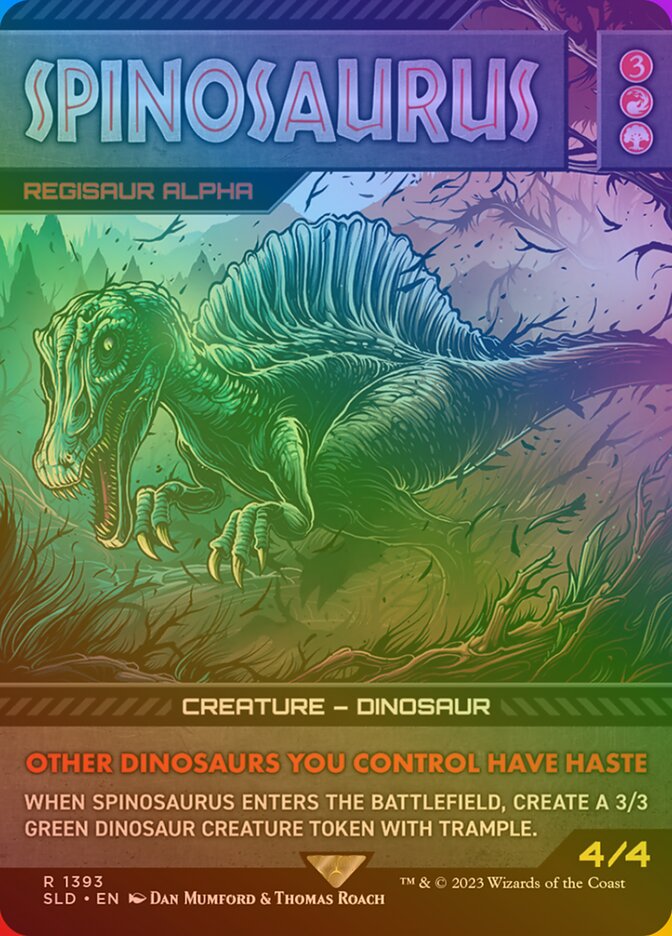 SPINOSAURUS
3
REGISAUR ALPHA
CREATURE – DINOSAUR
OTHER DINOSAURS YOU CONTROL HAVE HASTE
WHEN SPINOSAURUS ENTERS THE BATTLEFIELD, CREATE A 3/3
GREEN DINOSAUR CREATURE TOKEN WITH TRAMPLE.
4/4
R 1393
SLD • EN DAN MUMFORD & THOMAS ROACH
™ & © 2023 Wizards of the Coast